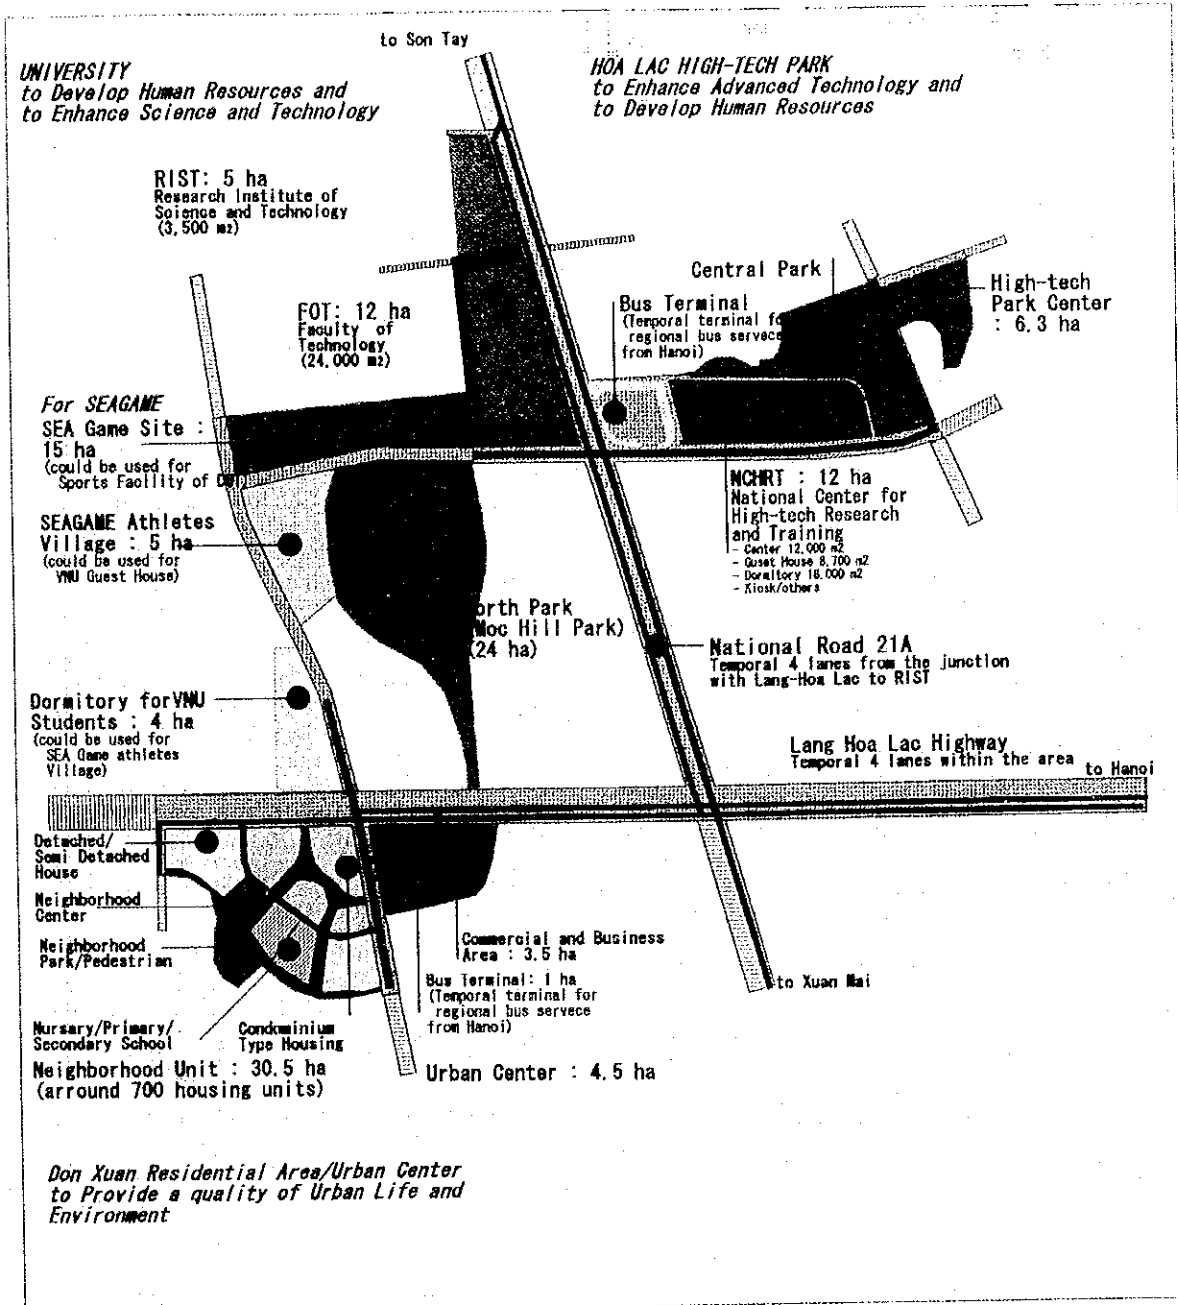 to Son Tay
UNIVERSITY
to Develop Human Resources and
to Enhance Science and Technology
HOA LAC HIGH-TECH PARK
to Enhance Advanced Technology and
to Develop Human Resources
RIST: 5 ha
Research Institute of
Science and Technology
(3,500 m2)
FOT: 12 ha
Faculty of
Technology
(24,000 m2)
Central Park
Bus Terminal
(Temporal terminal fo
regional bus servece
from Hanoi)
High-tech
Park Center
: 6.3 ha
For SEAGAME
SEA Game Site :
15 ha
(could be used for
Sports Facility of
SEAGAME Athletes
Village : 5 ha
(could be used for
VNU Guest House)
NCHRT : 12 ha
National Center for
High-tech Research
and Training
- Center 12,000 m2
- Guset House 8,700 m2
- Dormitory 16,000 m2
- Kiosk/others
orth Park
Moc Hill Park)
(24 ha)
National Road 21A
Temporal 4 lanes from the junction
with Lang-Hoa Lac to RIST
Dormitory for VNU
Students : 4 ha
(could be used for
SEA Game athletes
Village)
Lang Hoa Lac Highway
Temporal 4 lanes within the area
to Hanoi
Detached/
Semi Detached
House
Neighborhood
Center
Neighborhood
Park/Pedestrian
Commercial and Business
Area : 3.5 ha
Bus Terminal: 1 ha
(Temporal terminal for
regional bus servece
from Hanoi)
to Xuan Mai
Nursary/Primary/
Secondary School
Condominium
Type Housing
Neighborhood Unit : 30.5 ha
(arround 700 housing units)
Urban Center : 4.5 ha
Don Xuan Residential Area/Urban Center
to Provide a quality of Urban Life and
Environment